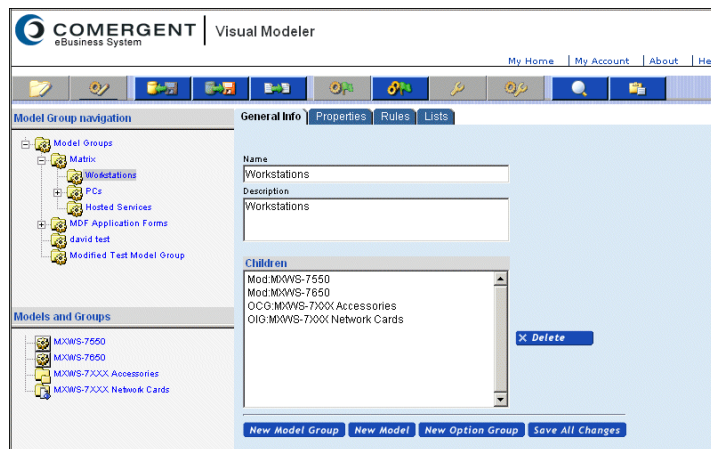 COMERGENT
eBusiness System
Visual Modeler
My Home | My Account | About | He
Model Group navigation
Model Groups
Matrix
Workstations
PCs
Hosted Services
MDF Application Forms
david test
Modified Test Model Group
Models and Groups
MXWS-7550
MXWS-7650
MXWS-7XXX Accessories
MXWS-7XXX Network Cards
General Info Properties Rules Lists
Name
Workstations
Description
Workstations
Children
Mod:MXWS-7550
Mod:MXWS-7650
OCG:MXWS-7XXX Accessories
OIG:MXWS-7XXX Network Cards
X Delete
New Model Group New Model New Option Group Save All Changes